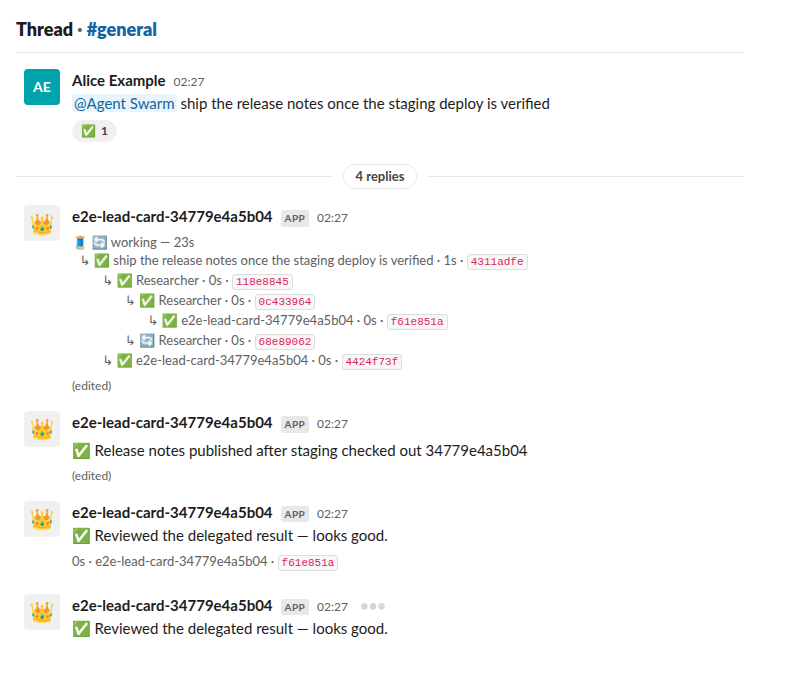 Thread • #general
AE
Alice Example 02:27
@Agent Swarm ship the release notes once the staging deploy is verified
✅ 1
4 replies
e2e-lead-card-34779e4a5b04 APP 02:27
🧵 🔄 working — 23s
↳ ✅ ship the release notes once the staging deploy is verified · 1s · 4311adfe
↳ ✅ Researcher · 0s · 118e8845
↳ ✅ Researcher · 0s · 0c433964
↳ ✅ e2e-lead-card-34779e4a5b04 · 0s · f61e851a
↳ 🔄 Researcher · 0s · 68e89062
↳ ✅ e2e-lead-card-34779e4a5b04 · 0s · 4424f73f
(edited)
e2e-lead-card-34779e4a5b04 APP 02:27
✅ Release notes published after staging checked out 34779e4a5b04
(edited)
e2e-lead-card-34779e4a5b04 APP 02:27
✅ Reviewed the delegated result — looks good.
0s · e2e-lead-card-34779e4a5b04 · f61e851a
e2e-lead-card-34779e4a5b04 APP 02:27
✅ Reviewed the delegated result — looks good.